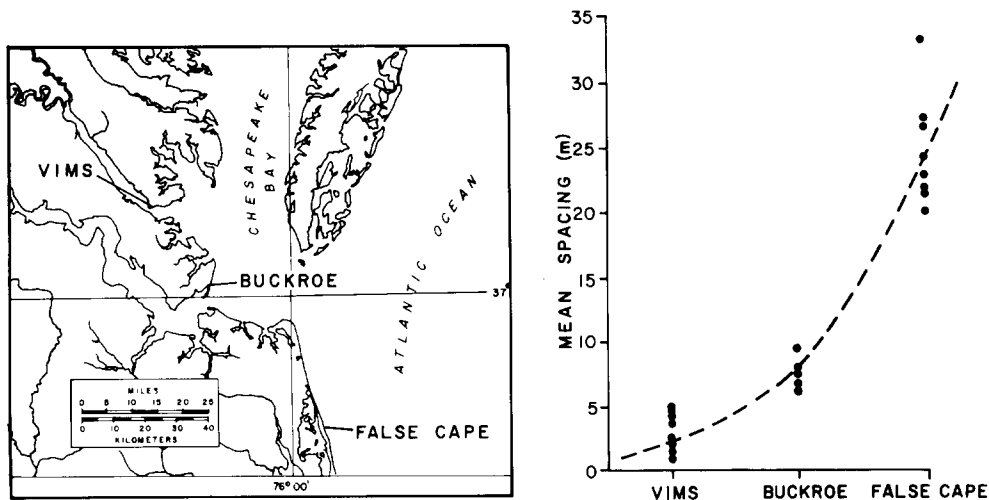 VIMS
CHESAPEAKE
BAY
ATLANTIC OCEAN
BUCKROE
37°
MILES
0 5 10 15 20 25
0 10 20 30 40
KILOMETERS
FALSE CAPE
76° 00'
MEAN SPACING (m)
35
30
25
20
15
10
5
0
VIMS BUCKROE FALSE CAPE